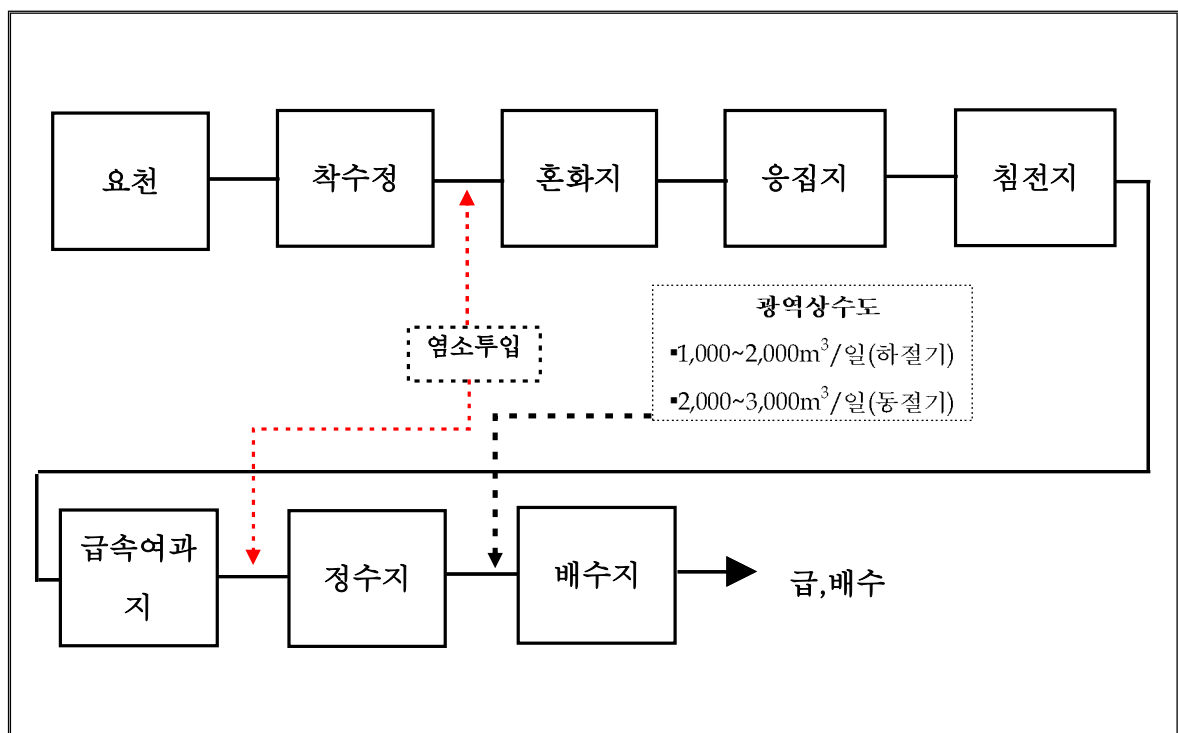 요천
착수정
혼화지
응집지
침전지
광역상수도
▪1,000~2,000m³/일(하절기)
▪2,000~3,000m³/일(동절기)
염소투입
급속여과
지
정수지
배수지
급,배수